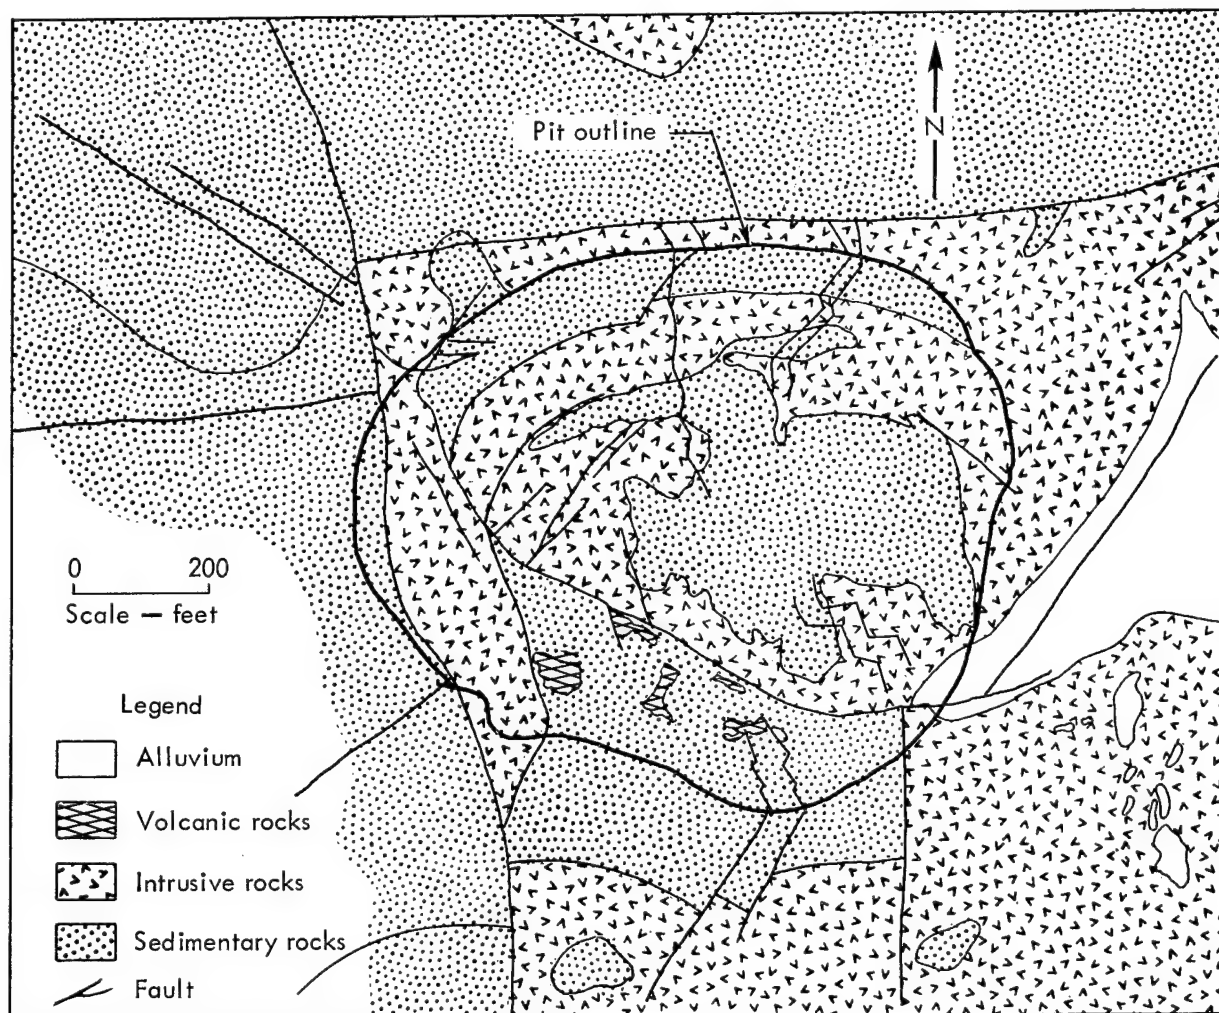 Pit outline
N
0 200
Scale — feet
Legend
Alluvium
Volcanic rocks
Intrusive rocks
Sedimentary rocks
Fault